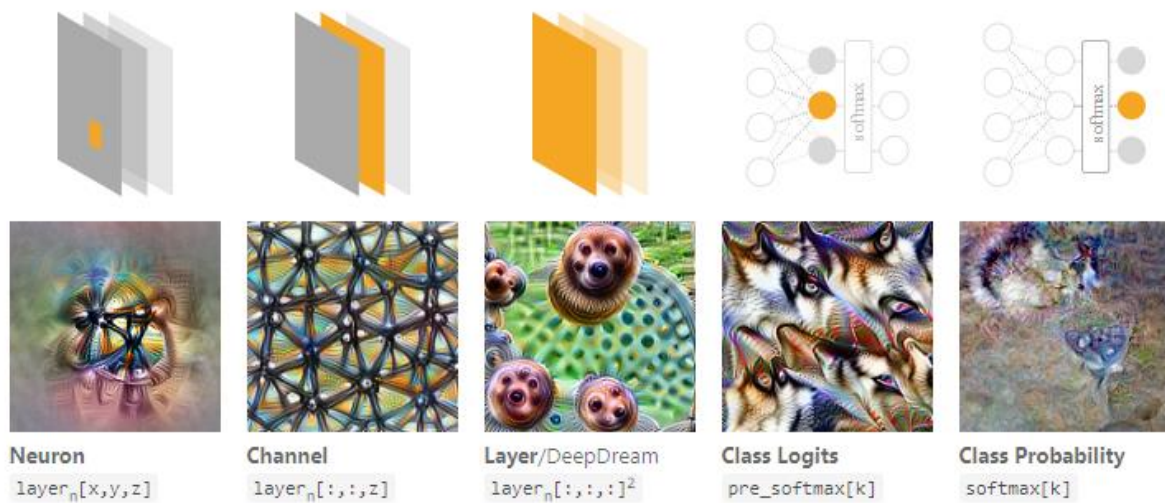 softmax
softmax
Neuron
layerₙ[x,y,z]
Channel
layerₙ[:,:,z]
Layer/DeepDream
layerₙ[:,:,:]²
Class Logits
pre_softmax[k]
Class Probability
softmax[k]